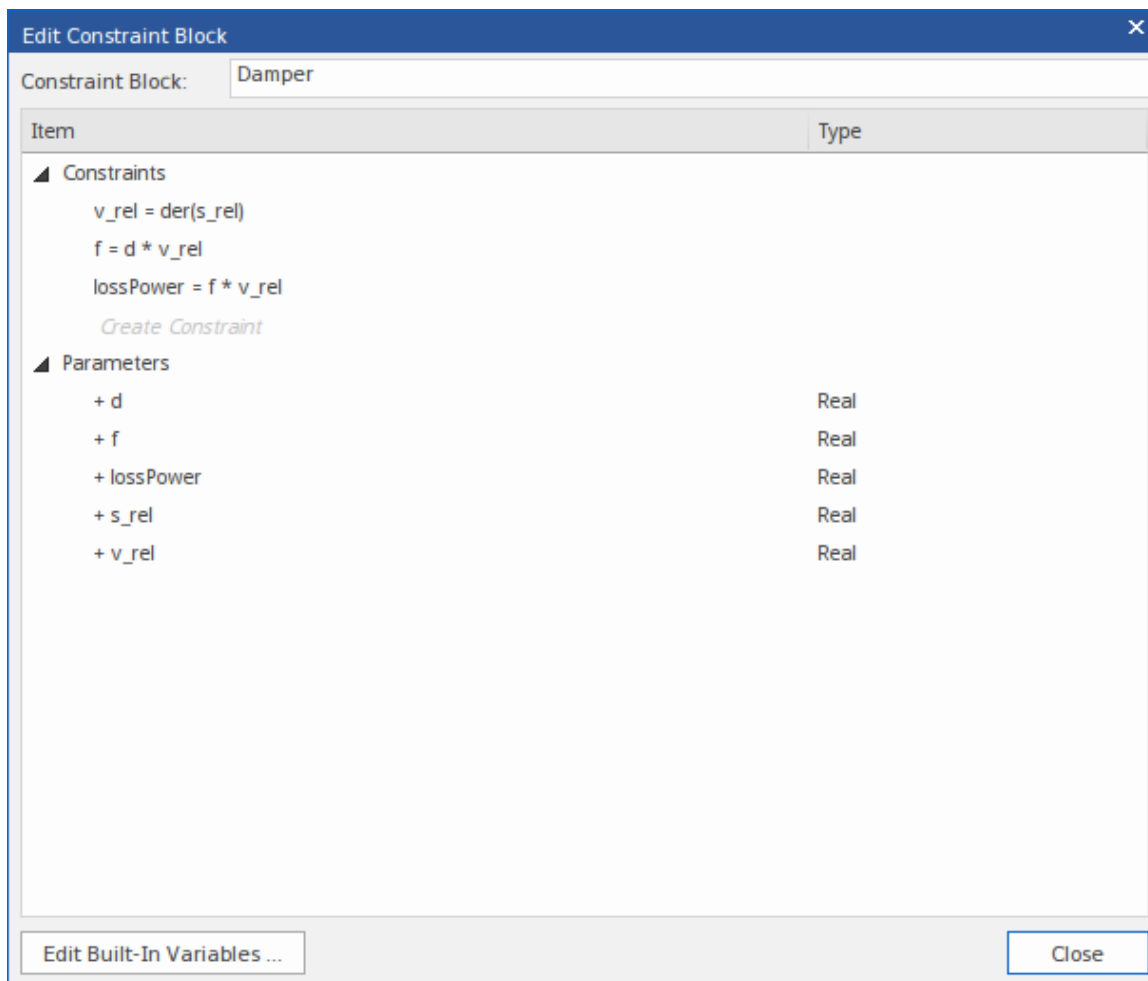 Edit Constraint Block
Constraint Block: Damper
Item Type
Constraints
v_rel = der(s_rel)
f = d * v_rel
lossPower = f * v_rel
Create Constraint
Parameters
+ d Real
+ f Real
+ lossPower Real
+ s_rel Real
+ v_rel Real
Edit Built-In Variables ... Close